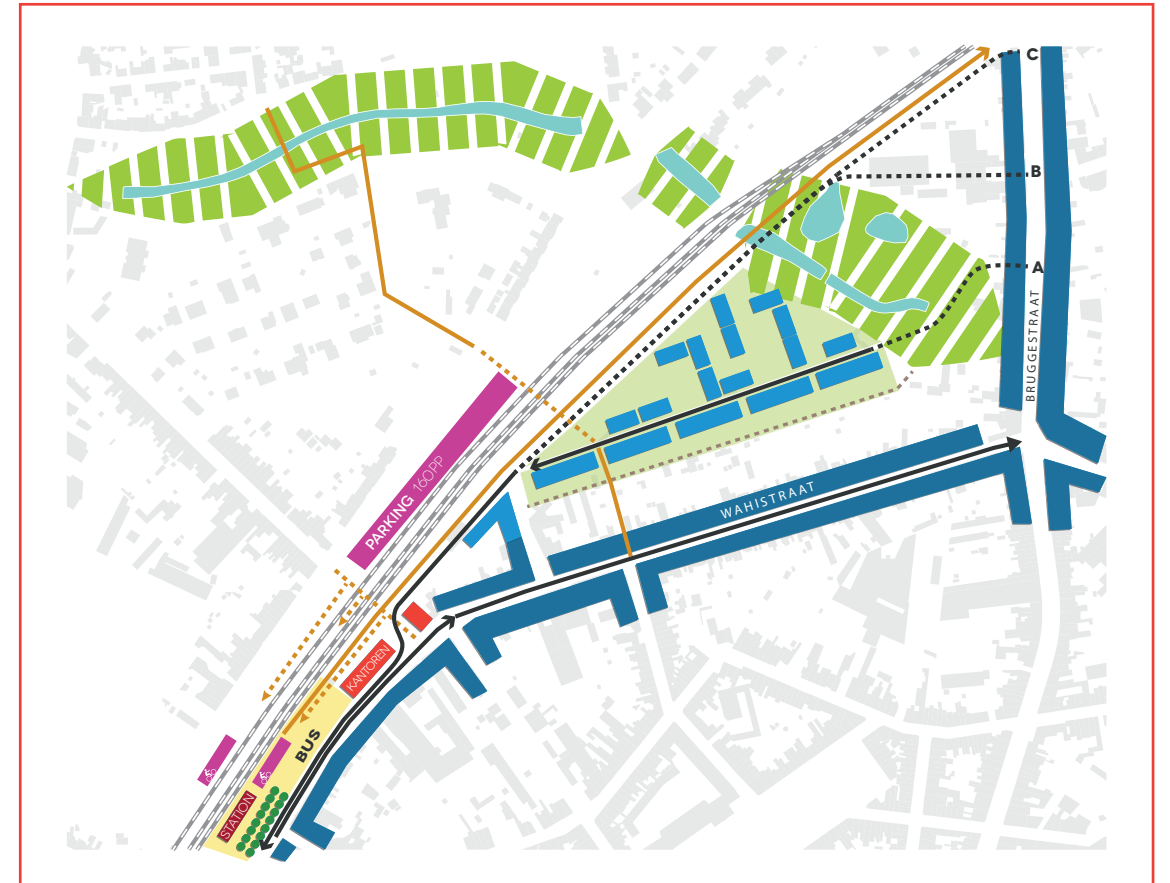 C
B
A
BRUGGESTRAAT
PARKING 160PP
WAHISTRAAT
KANTOREN
BUS
STATION